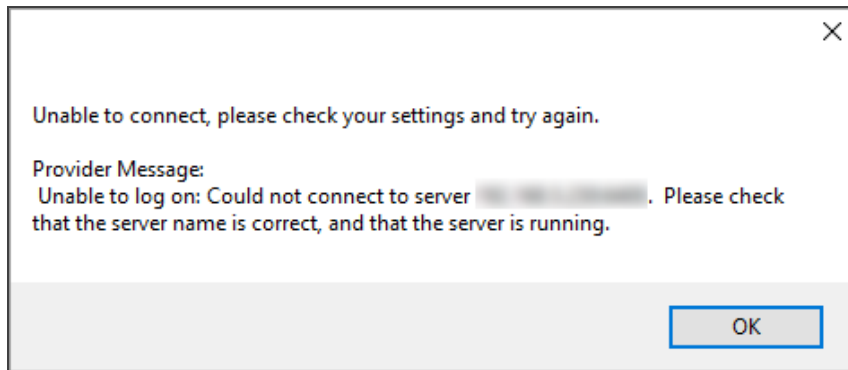 Unable to connect, please check your settings and try again.
Provider Message:
Unable to log on: Could not connect to server . Please check
that the server name is correct, and that the server is running.
OK